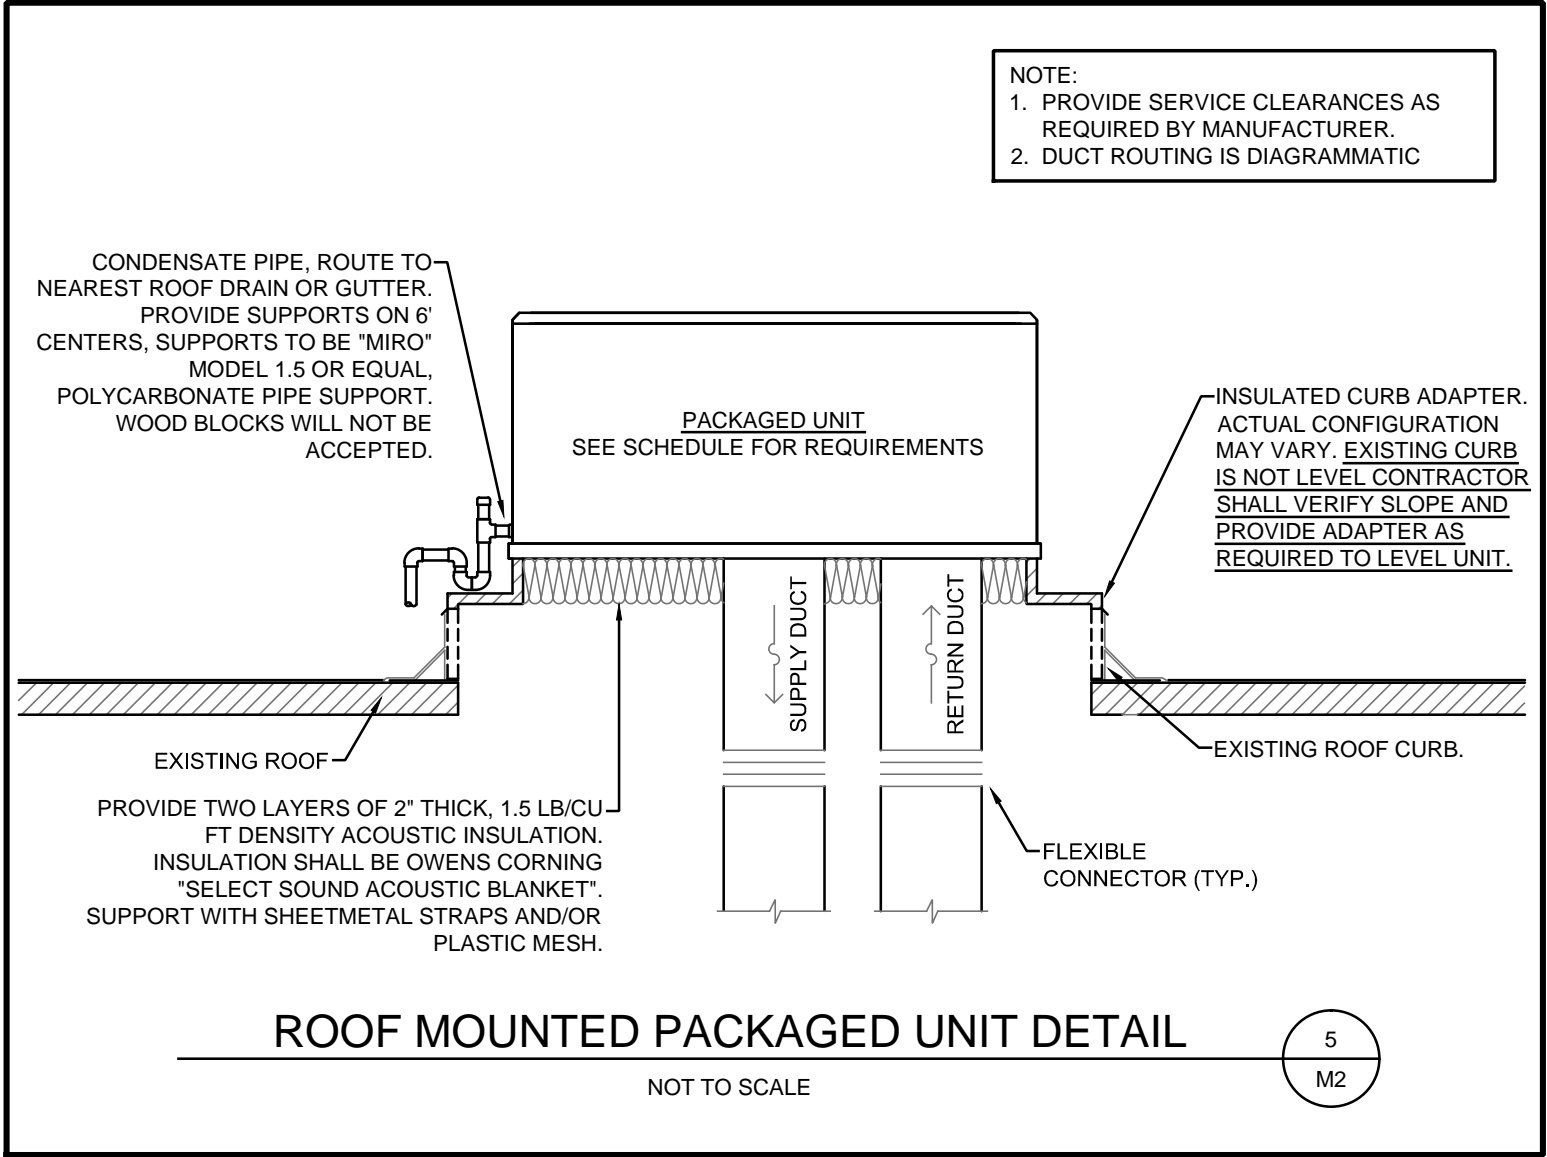 NOTE:
1. PROVIDE SERVICE CLEARANCES AS
REQUIRED BY MANUFACTURER.
2. DUCT ROUTING IS DIAGRAMMATIC
CONDENSATE PIPE, ROUTE TO
NEAREST ROOF DRAIN OR GUTTER.
PROVIDE SUPPORTS ON 6'
CENTERS, SUPPORTS TO BE "MIRO"
MODEL 1.5 OR EQUAL,
POLYCARBONATE PIPE SUPPORT.
WOOD BLOCKS WILL NOT BE
ACCEPTED.
PACKAGED UNIT
SEE SCHEDULE FOR REQUIREMENTS
INSULATED CURB ADAPTER.
ACTUAL CONFIGURATION
MAY VARY. EXISTING CURB
IS NOT LEVEL CONTRACTOR
SHALL VERIFY SLOPE AND
PROVIDE ADAPTER AS
REQUIRED TO LEVEL UNIT.
SUPPLY DUCT
RETURN DUCT
EXISTING ROOF
EXISTING ROOF CURB.
PROVIDE TWO LAYERS OF 2" THICK, 1.5 LB/CU
FT DENSITY ACOUSTIC INSULATION.
INSULATION SHALL BE OWENS CORNING
"SELECT SOUND ACOUSTIC BLANKET".
SUPPORT WITH SHEETMETAL STRAPS AND/OR
PLASTIC MESH.
FLEXIBLE
CONNECTOR (TYP.)
ROOF MOUNTED PACKAGED UNIT DETAIL
NOT TO SCALE
5
M2